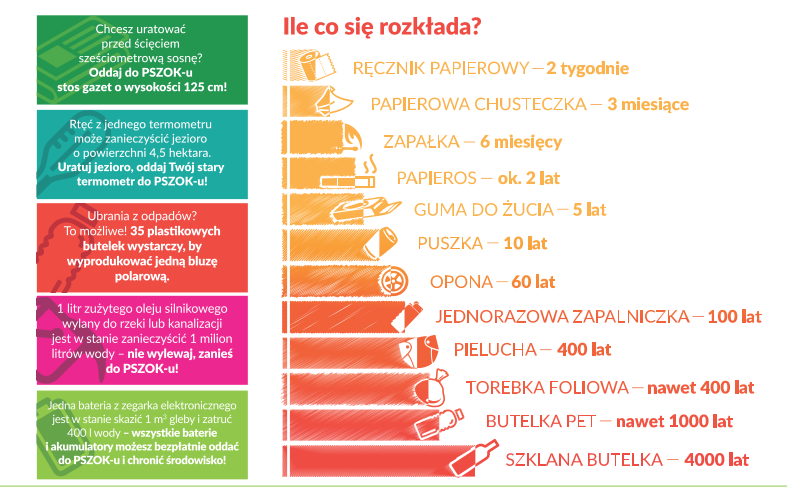 Chcesz uratować
przed ścięciem
sześciometrową sosnę?
Oddaj do PSZOK-u
stos gazet o wysokości 125 cm!
Rtęć z jednego termometru
może zanieczyścić jezioro
o powierzchni 4,5 hektara.
Uratuj jezioro, oddaj Twój stary
termometr do PSZOK-u!
Ubrania z odpadów?
To możliwe! 35 plastikowych
butelek wystarczy, by
wyprodukować jedną bluzę
polarową.
1 litr zużytego oleju silnikowego
wylany do rzeki lub kanalizacji
jest w stanie zanieczyścić 1 milion
litrów wody – nie wylewaj, zanieś
do PSZOK-u!
Jedna bateria z zegarka elektronicznego
jest w stanie skazić 1 m² gleby i zatruć
400 l wody – wszystkie baterie
i akumulatory możesz bezpłatnie oddać
do PSZOK-u i chronić środowisko!
Ile co się rozkłada?
RĘCZNIK PAPIEROWY – 2 tygodnie
PAPIEROWA CHUSTECZKA – 3 miesiące
ZAPAŁKA – 6 miesięcy
PAPIEROS – ok. 2 lat
GUMA DO ŻUCIA – 5 lat
PUSZKA – 10 lat
OPONA – 60 lat
JEDNORAZOWA ZAPALNICZKA – 100 lat
PIELUCHA – 400 lat
TOREBKA FOLIOWA – nawet 400 lat
BUTELKA PET – nawet 1000 lat
SZKLANA BUTELKA – 4000 lat